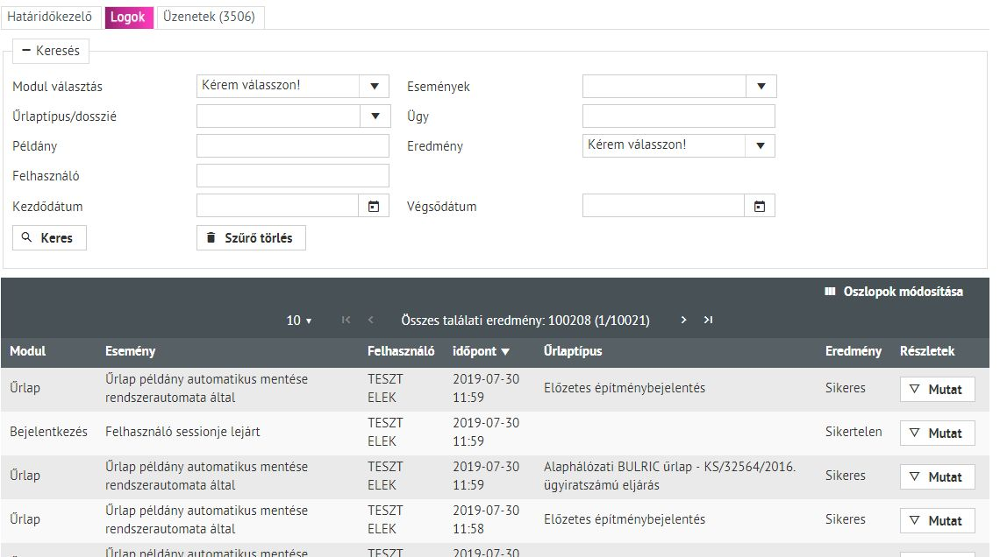 Határidőkezelő Logok Üzenetek (3506)
Keresés
Modul választás Kérem válasszon! Események
Űrlaptípus/dosszié Ügy
Példány Eredmény Kérem válasszon!
Felhasználó
Kezdődátum Végsődátum
Keres Szűrő törlés
Oszlopok módosítása
10 Összes találati eredmény: 100208 (1/10021)
Modul Esemény Felhasználó időpont Űrlaptípus Eredmény Részletek
Űrlap Űrlap példány automatikus mentése rendszerautomata által TESZT ELEK 2019-07-30 11:59 Előzetes építménybejelentés Sikeres Mutat
Bejelentkezés Felhasználó sessionje lejárt TESZT ELEK 2019-07-30 11:59 Sikertelen Mutat
Űrlap Űrlap példány automatikus mentése rendszerautomata által TESZT ELEK 2019-07-30 11:59 Alaphálózati BULRIC űrlap - KS/32564/2016. ügyiratszámú eljárás Sikeres Mutat
Űrlap Űrlap példány automatikus mentése rendszerautomata által TESZT ELEK 2019-07-30 11:58 Előzetes építménybejelentés Sikeres Mutat
Űrlap példány automatikus mentése TESZT 2019-07-30